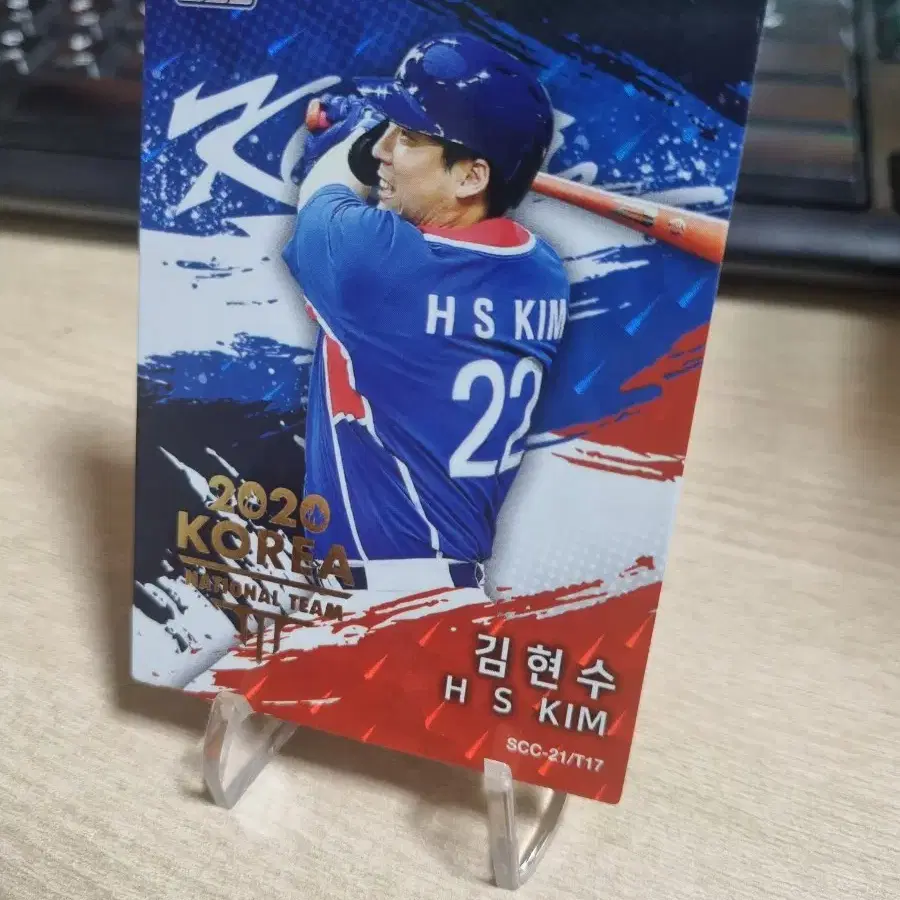 H S KIM
22
2020
KOREA
NATIONAL TEAM
김현수
H S KIM
SCC-21/T17